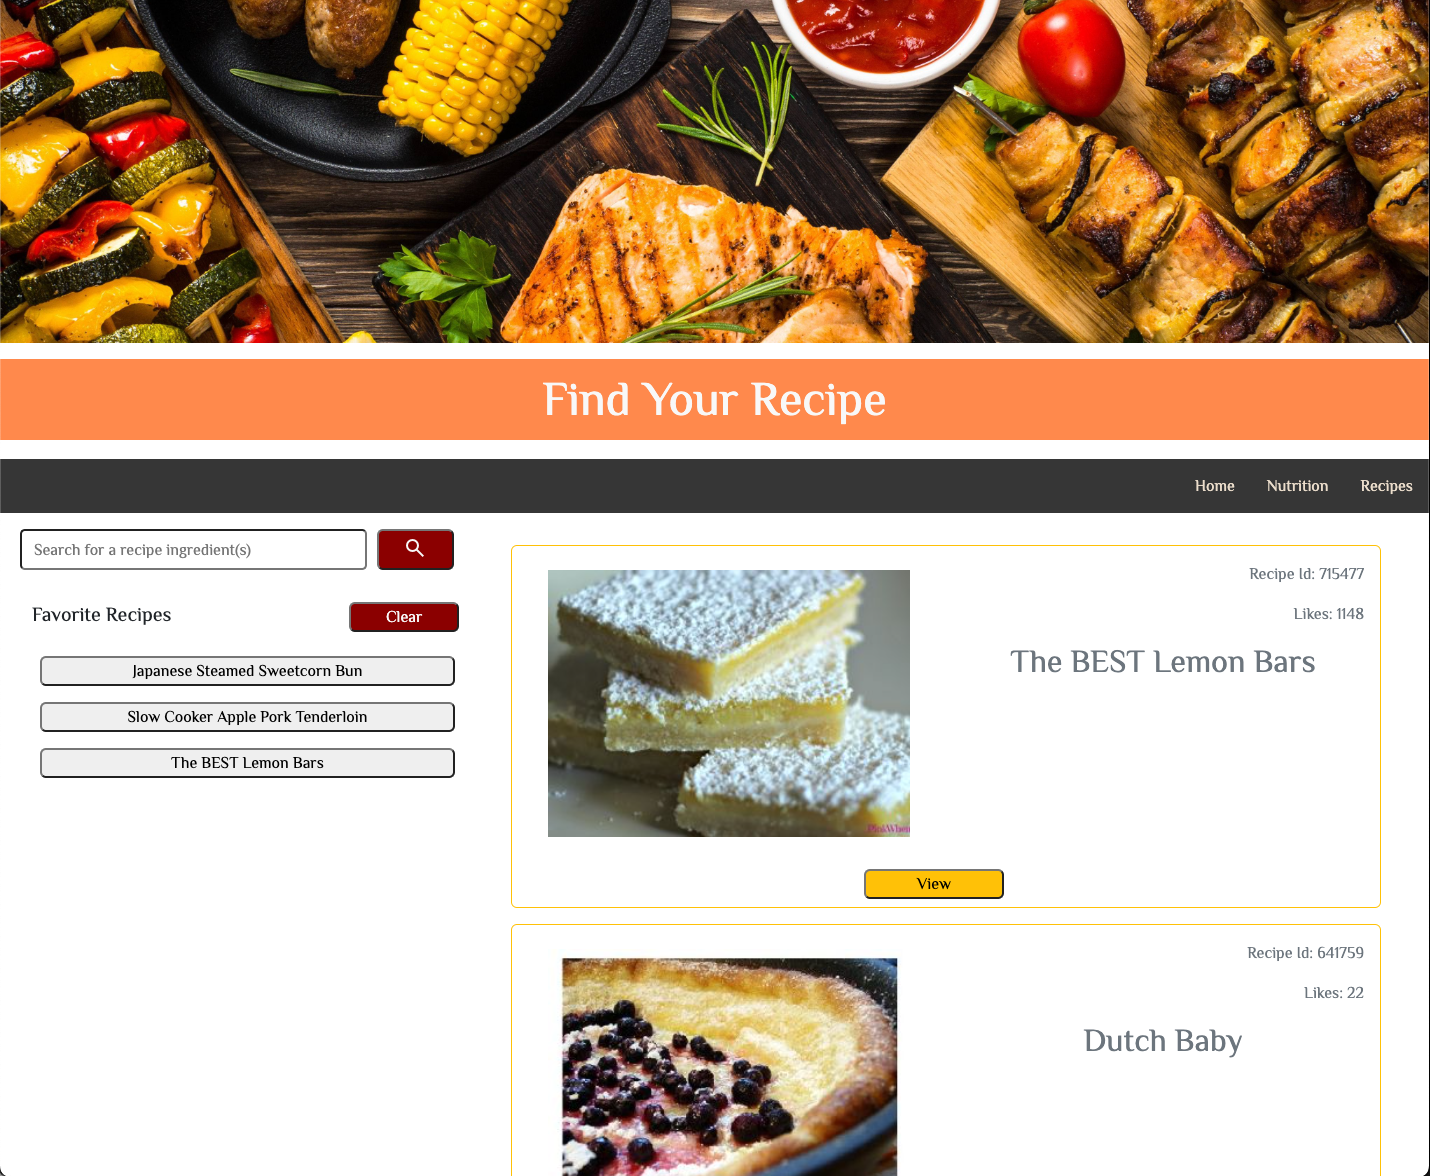 Find Your Recipe
Home Nutrition Recipes
Search for a recipe ingredient(s)
Favorite Recipes Clear
Japanese Steamed Sweetcorn Bun
Slow Cooker Apple Pork Tenderloin
The BEST Lemon Bars
Recipe Id: 715477
Likes: 1148
The BEST Lemon Bars
PinkWhen
View
Recipe Id: 641759
Likes: 22
Dutch Baby